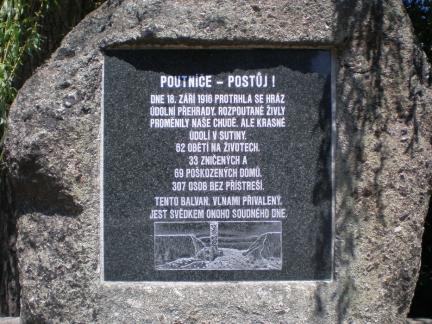 POUTNÍČE – POSTŮJ !
DNE 18. ZÁŘÍ 1916 PROTRHLA SE HRÁZ
ÚDOLNÍ PŘEHRADY. ROZPOUTANÉ ŽIVLY
PROMĚNILY NAŠE CHUDÉ, ALE KRÁSNÉ
ÚDOLÍ V SUTINY.
62 OBĚTÍ NA ŽIVOTECH.
33 ZNIČENÝCH A
69 POŠKOZENÝCH DOMŮ.
307 OSOB BEZ PŘÍSTŘEŠÍ.
TENTO BALVAN, VLNAMI PŘIVALENÝ,
JEST SVĚDKEM ONOHO SOUDNÉHO DNE.